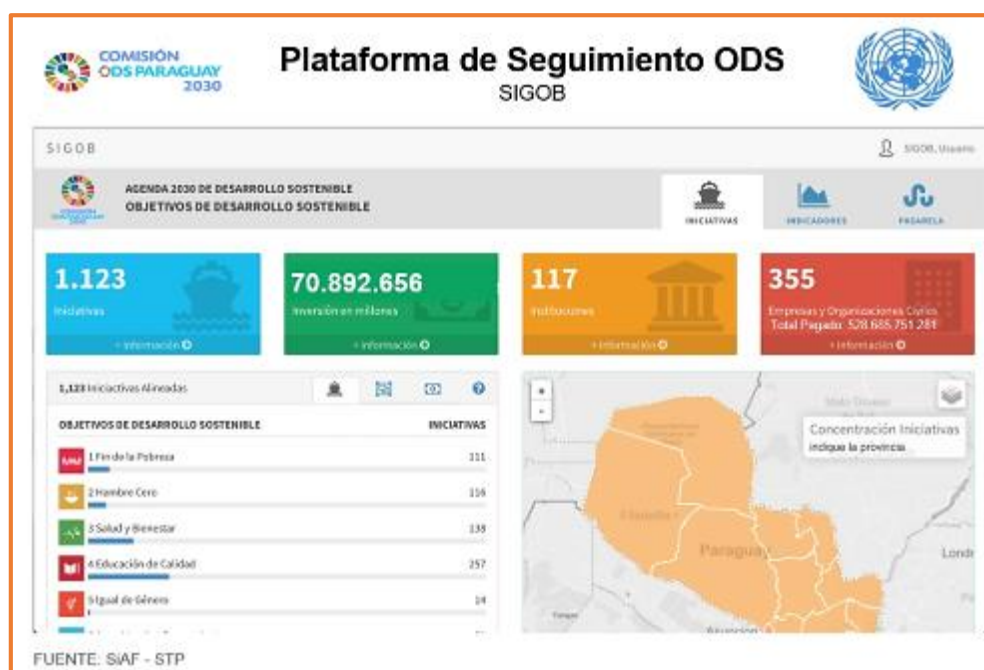 COMISIÓN
ODS PARAGUAY
2030
Plataforma de Seguimiento ODS
SIGOB
SIGOB
SIGOB, Usuario
AGENDA 2030 DE DESARROLLO SOSTENIBLE
OBJETIVOS DE DESARROLLO SOSTENIBLE
INICIATIVAS
INDICADORES
PASARELA
1.123
Iniciativas
+ Información
70.892.656
Inversión en millones
+ Información
117
Instituciones
+ Información
355
Empresas y Organizaciones Civiles
Total Pagado: 528.685.751.281
+ Información
1,123 Iniciactivas Alineadas
OBJETIVOS DE DESARROLLO SOSTENIBLE INICIATIVAS
1 Fin de la Pobreza 111
2 Hambre Cero 116
3 Salud y Bienestar 138
4 Educación de Calidad 257
5 Igual de Género 14
+
-
Concentración Iniciativas
indique la provincia
Paraguay
Londr
Asuncion
FUENTE: SiAF - STP